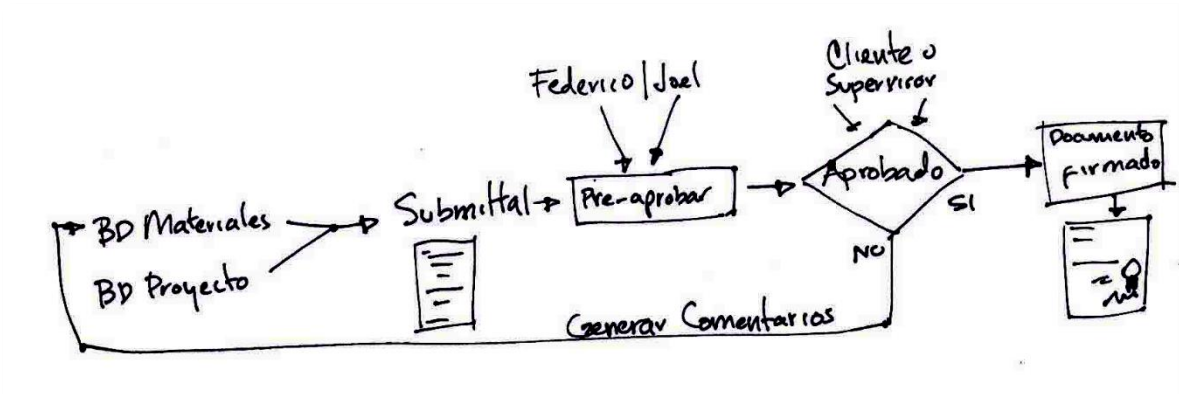 Cliente o
Supervisor
Federico/Joel
Documento
firmado
Aprobado
Submittal
Pre-aprobar
SI
BD Materiales
NO
BD Proyecto
Generar Comentarios